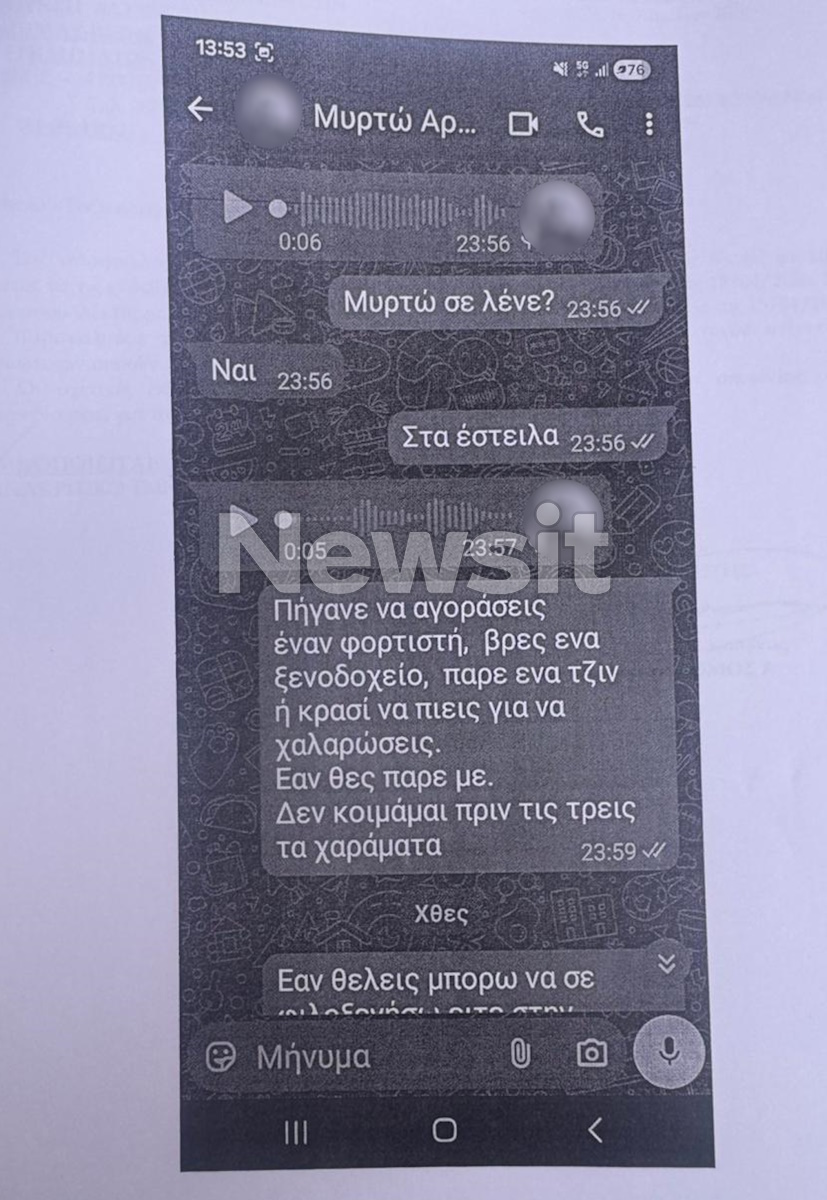 13:53
5G 76
Μυρτώ Αρ...
0:06 23:56
Μυρτώ σε λένε? 23:56
Ναι 23:56
Στα έστειλα 23:56
0:05 23:57
Newsit
Πήγανε να αγοράσεις
έναν φορτιστή, βρες ενα
ξενοδοχείο, παρε ενα τζιν
ή κρασί να πιεις για να
χαλαρώσεις.
Εαν θες παρε με.
Δεν κοιμάμαι πριν τις τρεις
τα χαράματα 23:59
Χθες
Εαν θελεις μπορω να σε
Μήνυμα